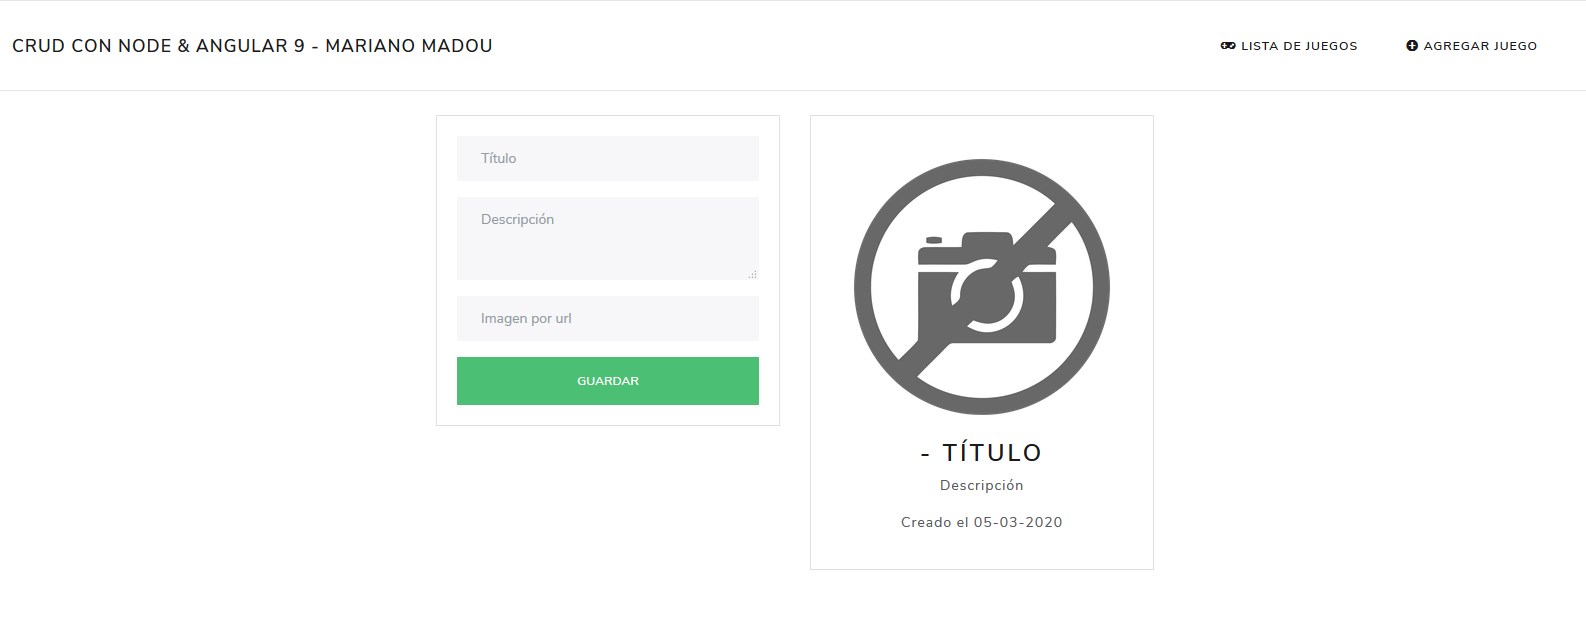 CRUD CON NODE & ANGULAR 9 - MARIANO MADOU
LISTA DE JUEGOS
AGREGAR JUEGO
Título
Descripción
Imagen por url
GUARDAR
- TÍTULO
Descripción
Creado el 05-03-2020